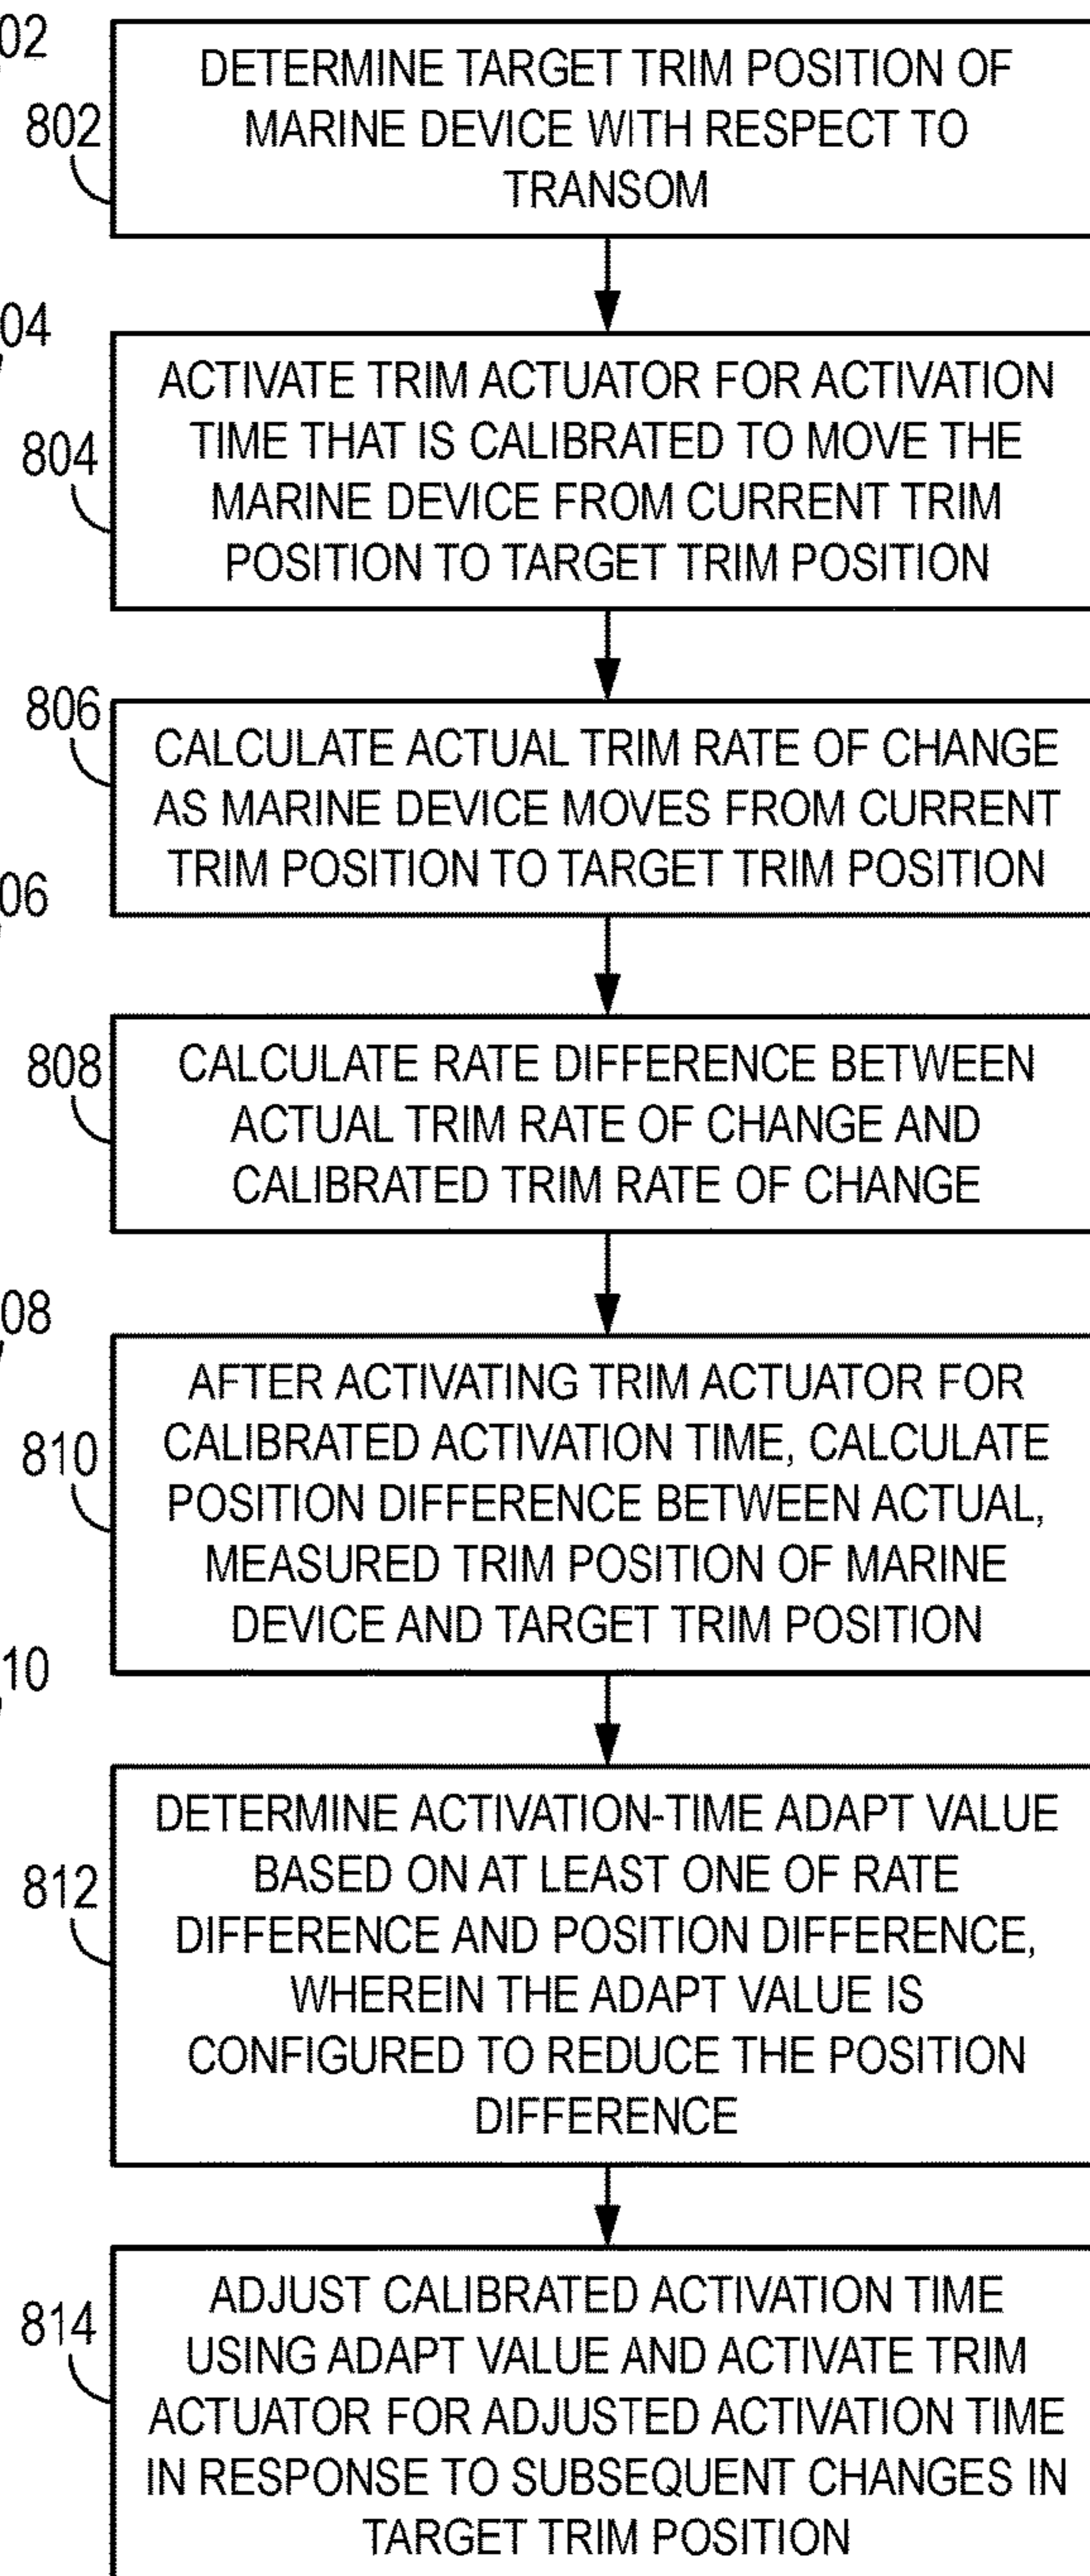 02
802
DETERMINE TARGET TRIM POSITION OF
MARINE DEVICE WITH RESPECT TO
TRANSOM
04
804
ACTIVATE TRIM ACTUATOR FOR ACTIVATION
TIME THAT IS CALIBRATED TO MOVE THE
MARINE DEVICE FROM CURRENT TRIM
POSITION TO TARGET TRIM POSITION
806
CALCULATE ACTUAL TRIM RATE OF CHANGE
AS MARINE DEVICE MOVES FROM CURRENT
TRIM POSITION TO TARGET TRIM POSITION
06
808
CALCULATE RATE DIFFERENCE BETWEEN
ACTUAL TRIM RATE OF CHANGE AND
CALIBRATED TRIM RATE OF CHANGE
08
810
AFTER ACTIVATING TRIM ACTUATOR FOR
CALIBRATED ACTIVATION TIME, CALCULATE
POSITION DIFFERENCE BETWEEN ACTUAL,
MEASURED TRIM POSITION OF MARINE
DEVICE AND TARGET TRIM POSITION
10
812
DETERMINE ACTIVATION-TIME ADAPT VALUE
BASED ON AT LEAST ONE OF RATE
DIFFERENCE AND POSITION DIFFERENCE,
WHEREIN THE ADAPT VALUE IS
CONFIGURED TO REDUCE THE POSITION
DIFFERENCE
814
ADJUST CALIBRATED ACTIVATION TIME
USING ADAPT VALUE AND ACTIVATE TRIM
ACTUATOR FOR ADJUSTED ACTIVATION TIME
IN RESPONSE TO SUBSEQUENT CHANGES IN
TARGET TRIM POSITION